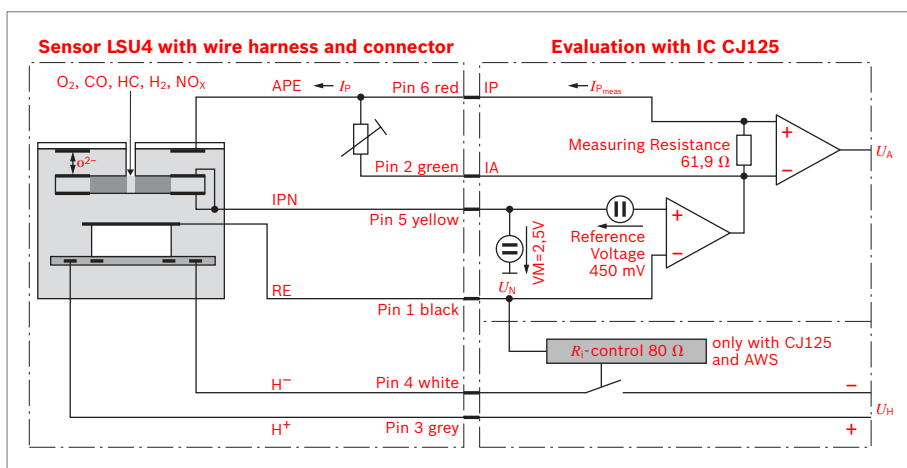 Sensor LSU4 with wire harness and connector
Evaluation with IC CJ125
O₂, CO, HC, H₂, NOₓ
APE
← Iₚ
Pin 6 red
IP
← Iₚₘₑₐₛ
O²⁻
Measuring Resistance
61,9 Ω
+
−
U_A
Pin 2 green
IA
IPN
Pin 5 yellow
+
−
Reference
Voltage
450 mV
VM=2,5V
U_N
RE
Pin 1 black
Rᵢ-control 80 Ω
only with CJ125
and AWS
H⁻
Pin 4 white
−
U_H
H⁺
Pin 3 grey
+